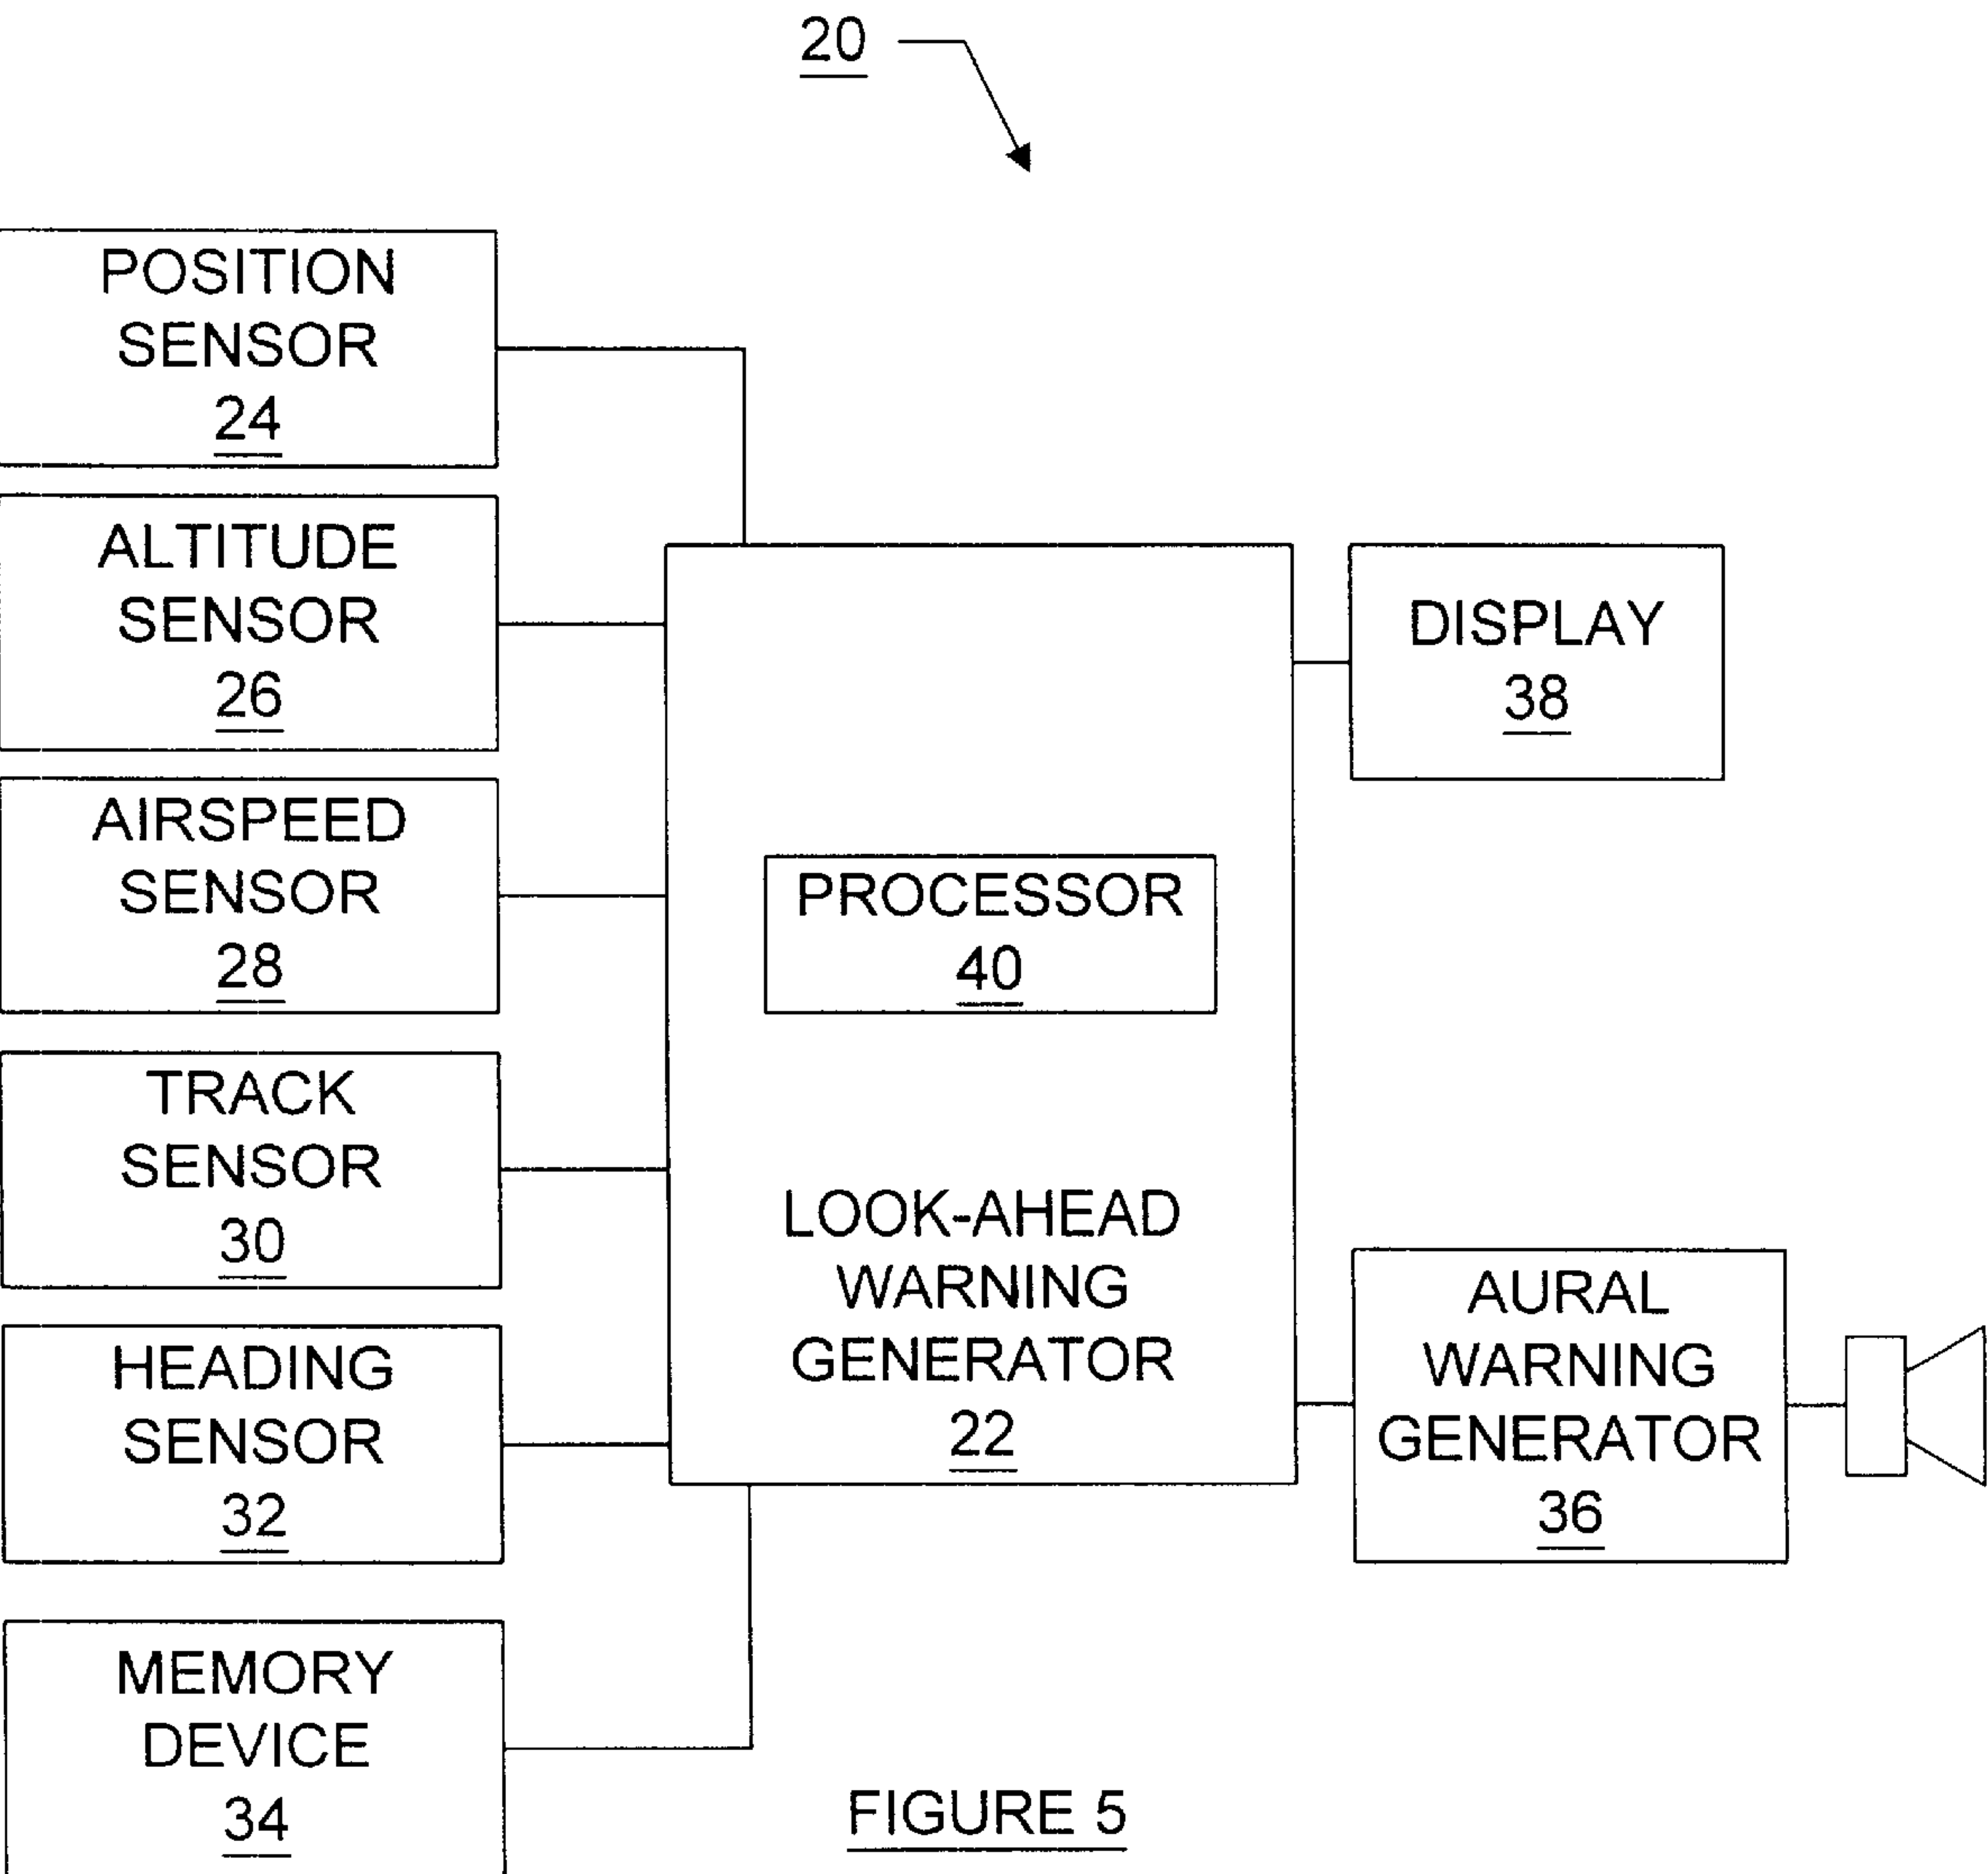 20
POSITION
SENSOR
24
ALTITUDE
SENSOR
26
AIRSPEED
SENSOR
28
TRACK
SENSOR
30
HEADING
SENSOR
32
MEMORY
DEVICE
34
PROCESSOR
40
LOOK-AHEAD
WARNING
GENERATOR
22
DISPLAY
38
AURAL
WARNING
GENERATOR
36
FIGURE 5